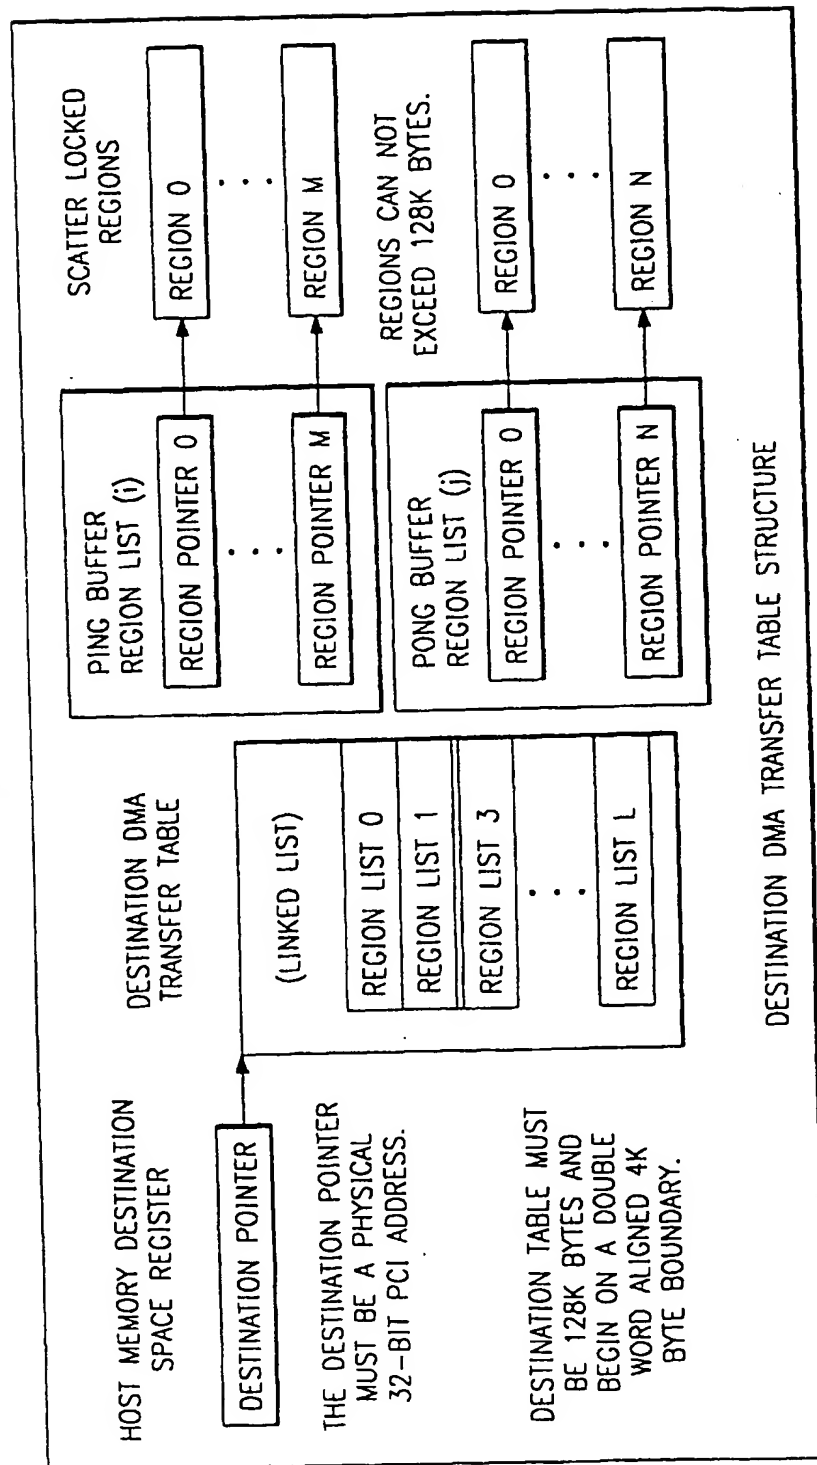 HOST MEMORY DESTINATION
SPACE REGISTER
DESTINATION POINTER
THE DESTINATION POINTER
MUST BE A PHYSICAL
32-BIT PCI ADDRESS.
DESTINATION TABLE MUST
BE 128K BYTES AND
BEGIN ON A DOUBLE
WORD ALIGNED 4K
BYTE BOUNDARY.
DESTINATION DMA
TRANSFER TABLE
(LINKED LIST)
REGION LIST 0
REGION LIST 1
REGION LIST 3
. . .
REGION LIST L
PING BUFFER
REGION LIST (i)
REGION POINTER 0
. . .
REGION POINTER M
PONG BUFFER
REGION LIST (j)
REGION POINTER 0
. . .
REGION POINTER N
SCATTER LOCKED
REGIONS
REGION 0
. . .
REGION M
REGIONS CAN NOT
EXCEED 128K BYTES.
REGION 0
. . .
REGION N
DESTINATION DMA TRANSFER TABLE STRUCTURE